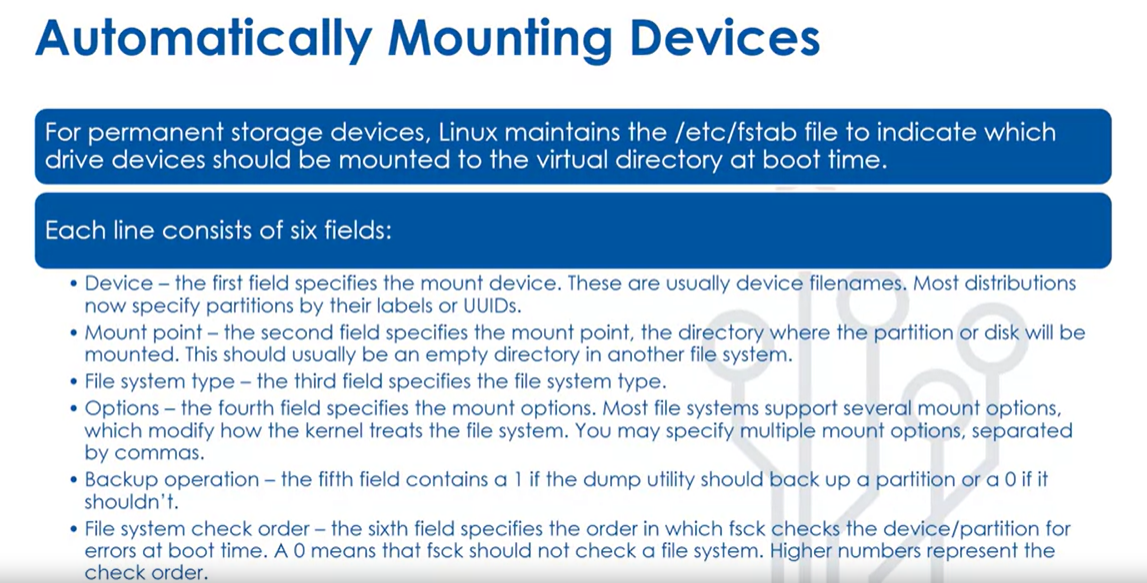 Automatically Mounting Devices
For permanent storage devices, Linux maintains the /etc/fstab file to indicate which
drive devices should be mounted to the virtual directory at boot time.
Each line consists of six fields:
• Device – the first field specifies the mount device. These are usually device filenames. Most distributions
now specify partitions by their labels or UUIDs.
• Mount point – the second field specifies the mount point, the directory where the partition or disk will be
mounted. This should usually be an empty directory in another file system.
• File system type – the third field specifies the file system type.
• Options – the fourth field specifies the mount options. Most file systems support several mount options,
which modify how the kernel treats the file system. You may specify multiple mount options, separated
by commas.
• Backup operation – the fifth field contains a 1 if the dump utility should back up a partition or a 0 if it
shouldn't.
• File system check order – the sixth field specifies the order in which fsck checks the device/partition for
errors at boot time. A 0 means that fsck should not check a file system. Higher numbers represent the
check order.